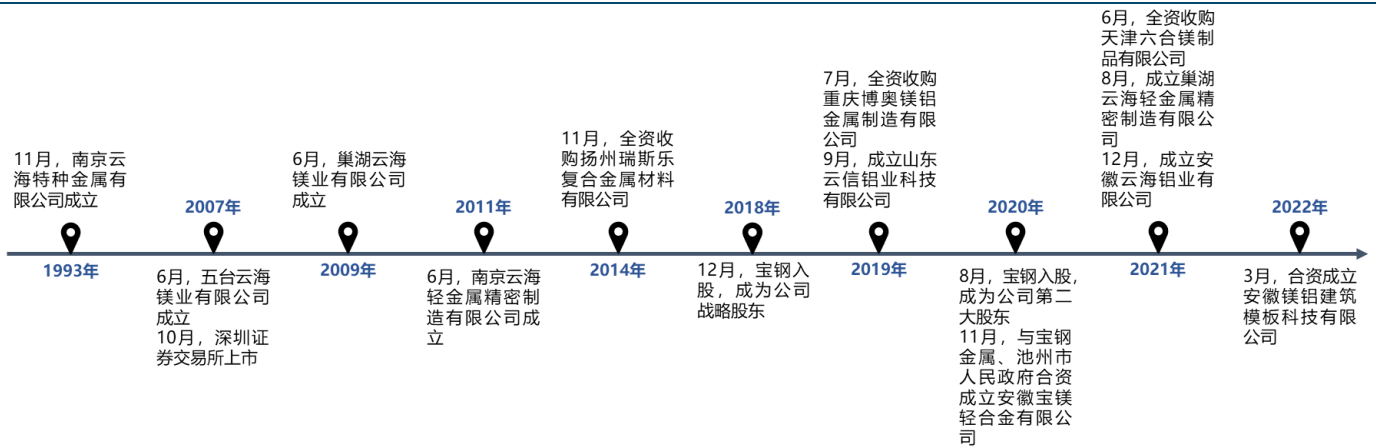 11月，南京云
海特种金属有
限公司成立
1993年
2007年
6月，五台云海
镁业有限公司
成立
10月，深圳证
券交易所上市
6月，巢湖云海
镁业有限公司
成立
2009年
2011年
6月，南京云海
轻金属精密制
造有限公司成
立
11月，全资收
购扬州瑞斯乐
复合金属材料
有限公司
2014年
2018年
12月，宝钢入
股，成为公司
战略股东
7月，全资收购
重庆博奥镁铝
金属制造有限
公司
9月，成立山东
云信铝业科技
有限公司
2019年
2020年
8月，宝钢入股，
成为公司第二
大股东
11月，与宝钢
金属、池州市
人民政府合资
成立安徽宝镁
轻合金有限公
司
6月，全资收购
天津六合镁制
品有限公司
8月，成立巢湖
云海轻金属精
密制造有限公
司
12月，成立安
徽云海铝业有
限公司
2021年
2022年
3月，合资成立
安徽镁铝建筑
模板科技有限
公司